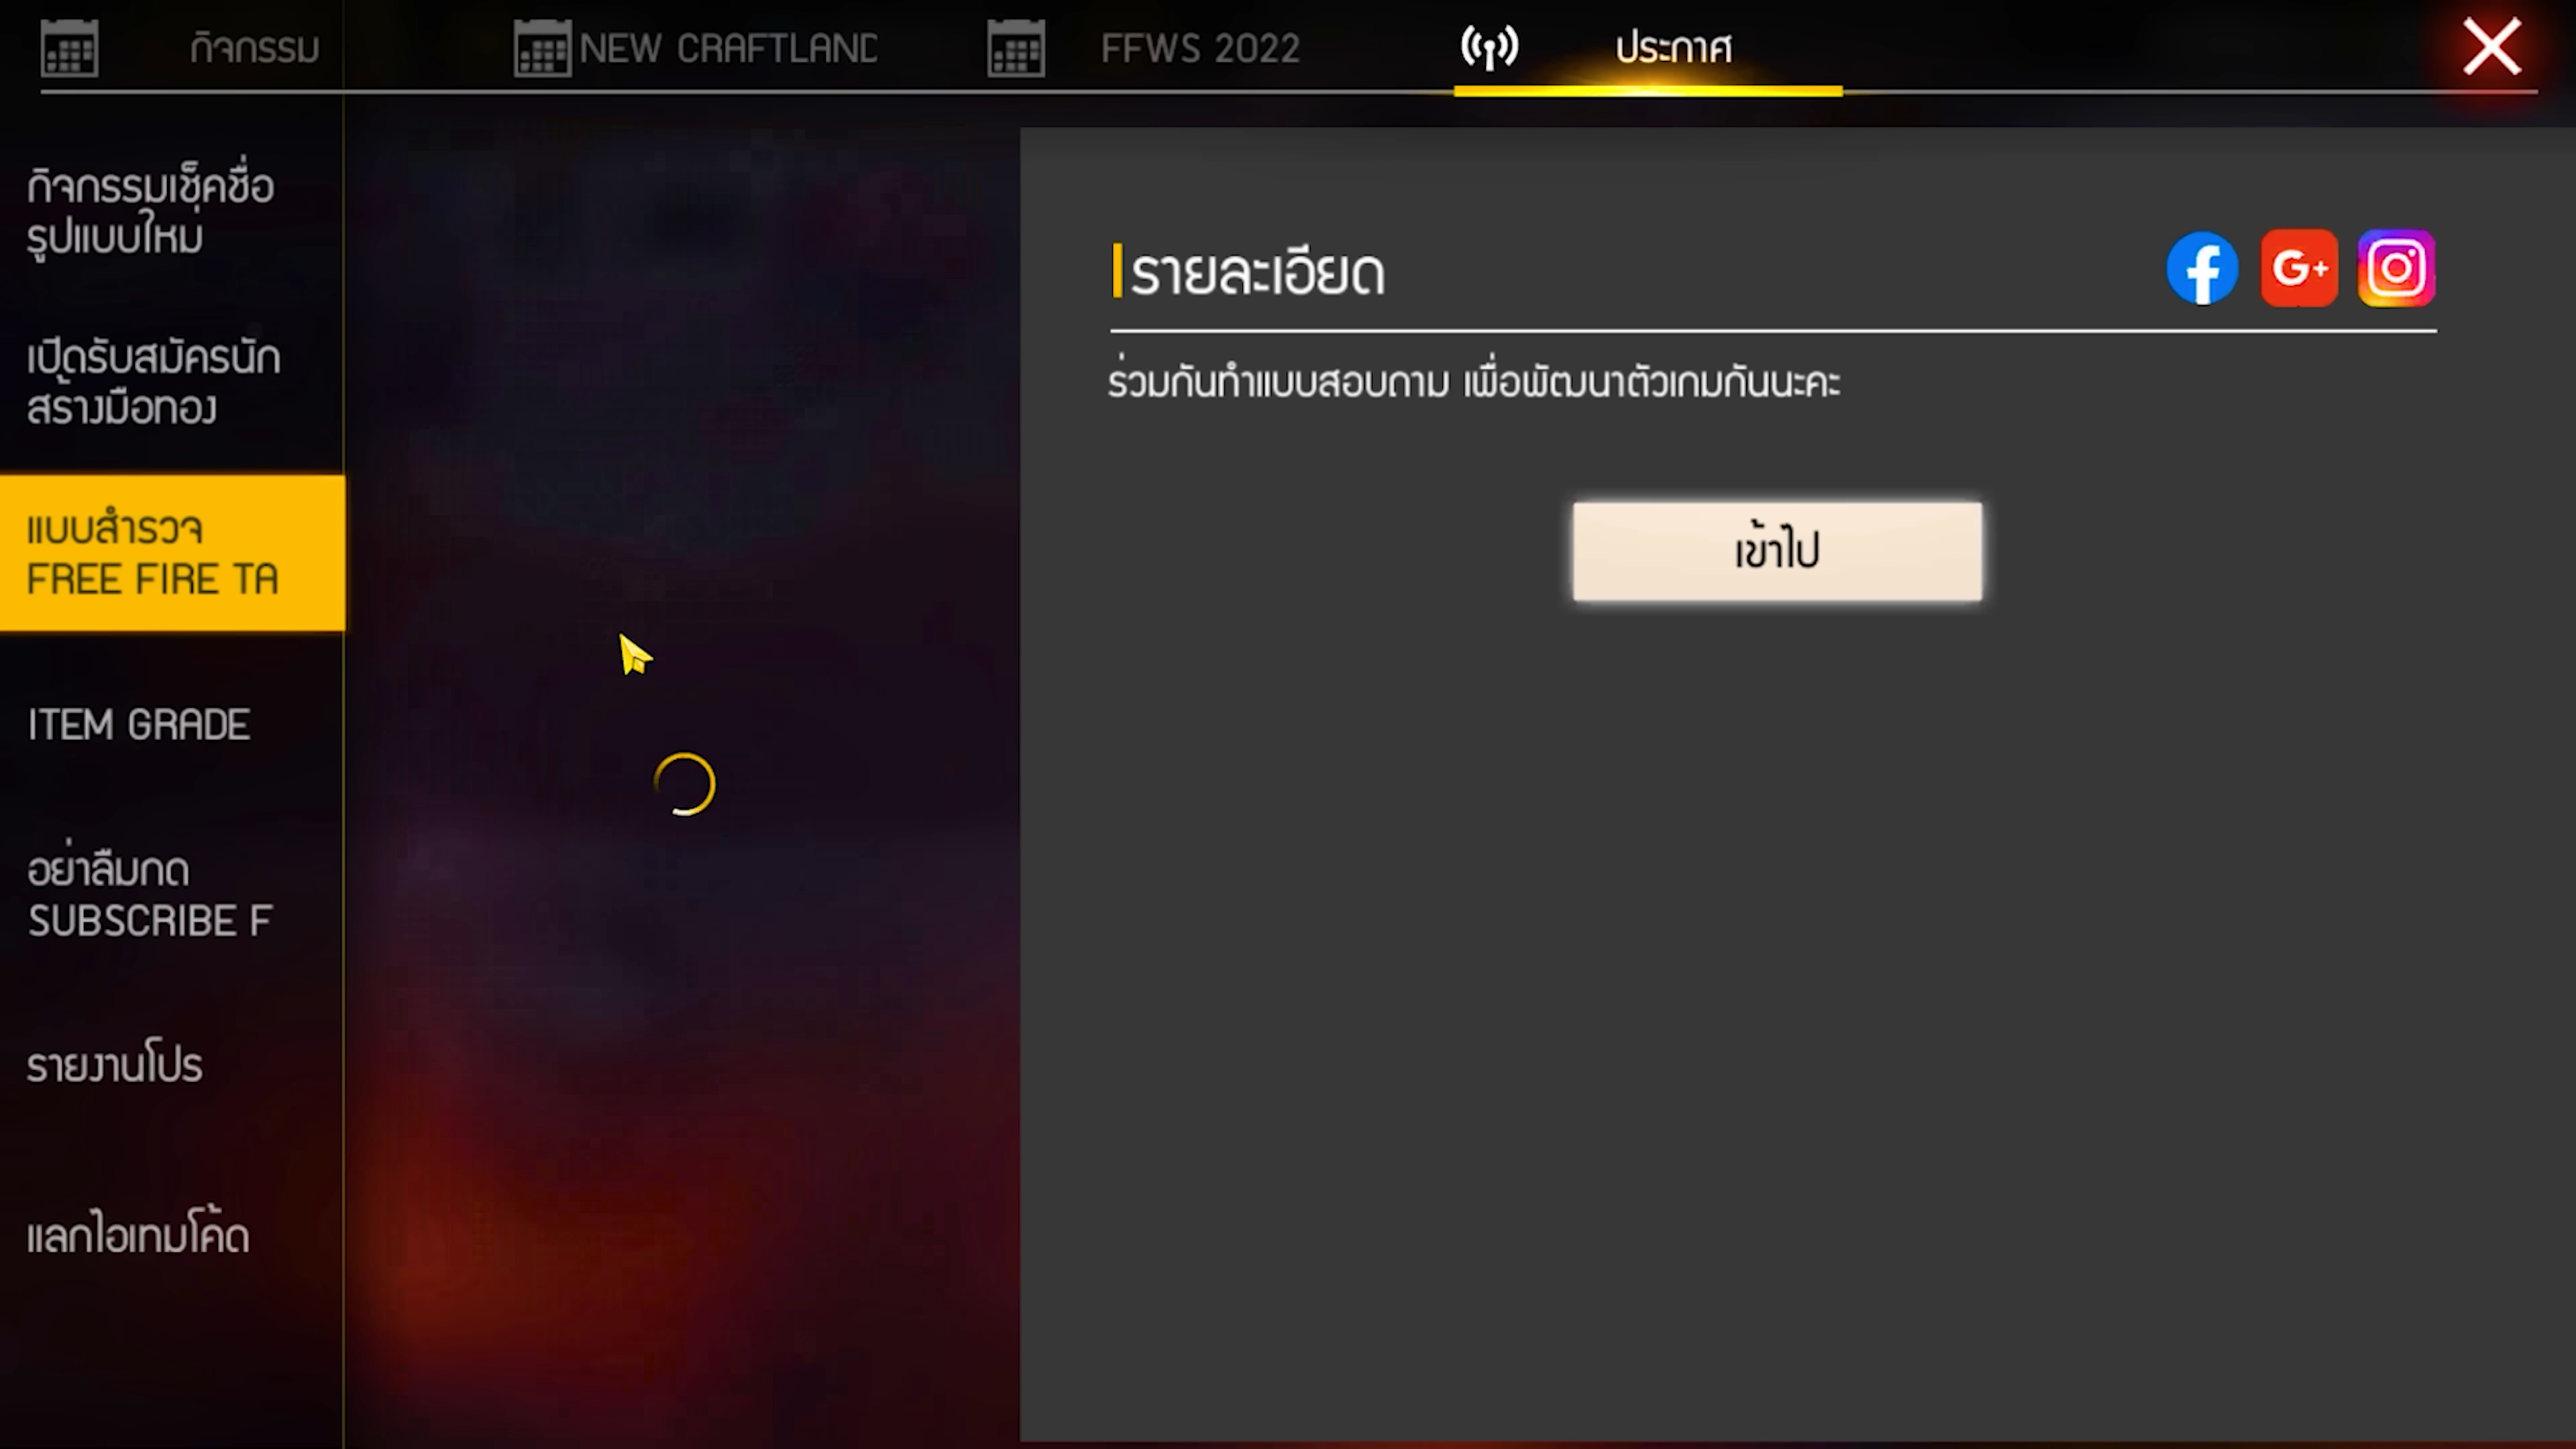 กิจกรรม
NEW CRAFTLAND
FFWS 2022
ประกาศ
กิจกรรมเช็คชื่อ
รูปแบบใหม่
เปิดรับสมัครนัก
สร้างมือทอง
แบบสำรวจ
FREE FIRE TA
ITEM GRADE
อย่าลืมกด
SUBSCRIBE F
รายงานโปร
แลกไอเทมโค้ด
รายละเอียด
G+
ร่วมกันทำแบบสอบถาม เพื่อพัฒนาตัวเกมกันนะคะ
เข้าไป